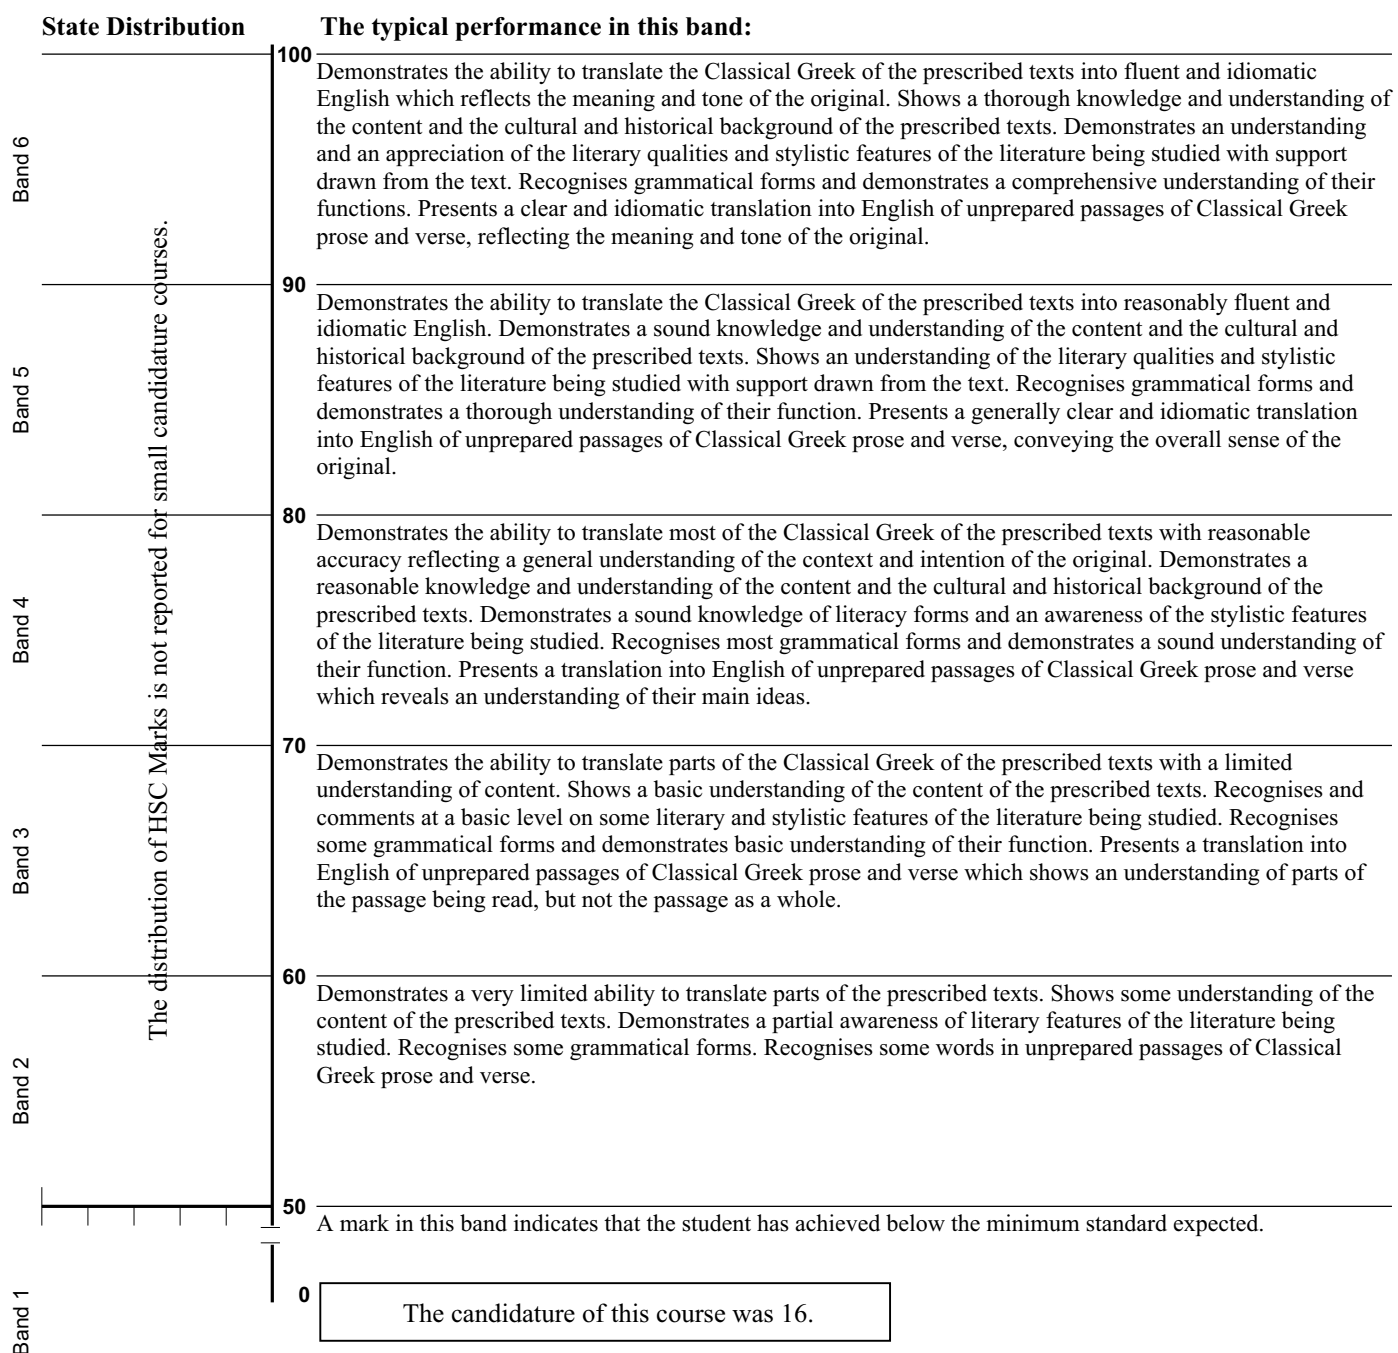 State Distribution
The typical performance in this band:
100
Demonstrates the ability to translate the Classical Greek of the prescribed texts into fluent and idiomatic
English which reflects the meaning and tone of the original. Shows a thorough knowledge and understanding of
the content and the cultural and historical background of the prescribed texts. Demonstrates an understanding
and an appreciation of the literary qualities and stylistic features of the literature being studied with support
drawn from the text. Recognises grammatical forms and demonstrates a comprehensive understanding of their
functions. Presents a clear and idiomatic translation into English of unprepared passages of Classical Greek
prose and verse, reflecting the meaning and tone of the original.
Band 6
90
Demonstrates the ability to translate the Classical Greek of the prescribed texts into reasonably fluent and
idiomatic English. Demonstrates a sound knowledge and understanding of the content and the cultural and
historical background of the prescribed texts. Shows an understanding of the literary qualities and stylistic
features of the literature being studied with support drawn from the text. Recognises grammatical forms and
demonstrates a thorough understanding of their function. Presents a generally clear and idiomatic translation
into English of unprepared passages of Classical Greek prose and verse, conveying the overall sense of the
original.
Band 5
80
Demonstrates the ability to translate most of the Classical Greek of the prescribed texts with reasonable
accuracy reflecting a general understanding of the context and intention of the original. Demonstrates a
reasonable knowledge and understanding of the content and the cultural and historical background of the
prescribed texts. Demonstrates a sound knowledge of literacy forms and an awareness of the stylistic features
of the literature being studied. Recognises most grammatical forms and demonstrates a sound understanding of
their function. Presents a translation into English of unprepared passages of Classical Greek prose and verse
which reveals an understanding of their main ideas.
Band 4
The distribution of HSC Marks is not reported for small candidature courses.
70
Demonstrates the ability to translate parts of the Classical Greek of the prescribed texts with a limited
understanding of content. Shows a basic understanding of the content of the prescribed texts. Recognises and
comments at a basic level on some literary and stylistic features of the literature being studied. Recognises
some grammatical forms and demonstrates basic understanding of their function. Presents a translation into
English of unprepared passages of Classical Greek prose and verse which shows an understanding of parts of
the passage being read, but not the passage as a whole.
Band 3
60
Demonstrates a very limited ability to translate parts of the prescribed texts. Shows some understanding of the
content of the prescribed texts. Demonstrates a partial awareness of literary features of the literature being
studied. Recognises some grammatical forms. Recognises some words in unprepared passages of Classical
Greek prose and verse.
Band 2
50
A mark in this band indicates that the student has achieved below the minimum standard expected.
0
Band 1
The candidature of this course was 16.